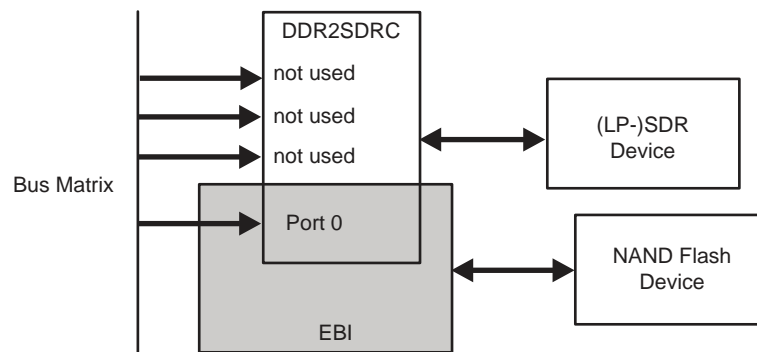 DDR2SDRC
not used
not used
not used
(LP-)SDR
Device
Bus Matrix
Port 0
NAND Flash
Device
EBI